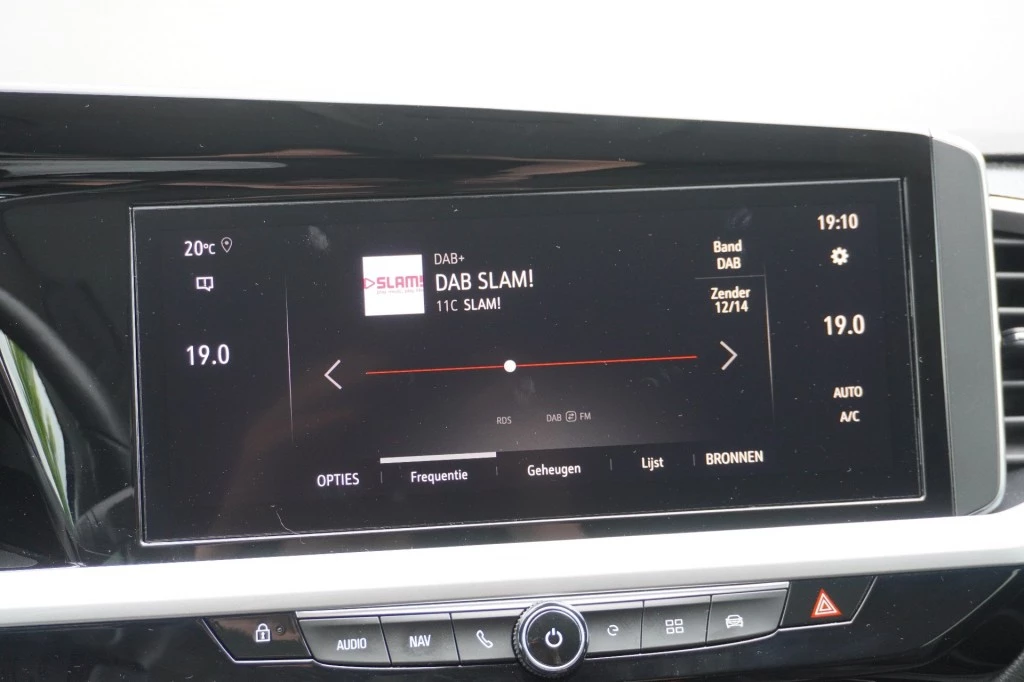 20°C
19.0
SLAM!
DAB+
DAB SLAM!
11C SLAM!
Band
DAB
Zender
12/14
19:10
19.0
AUTO
A/C
RDS
DAB FM
OPTIES
Frequentie
Geheugen
Lijst
BRONNEN
AUDIO
NAV